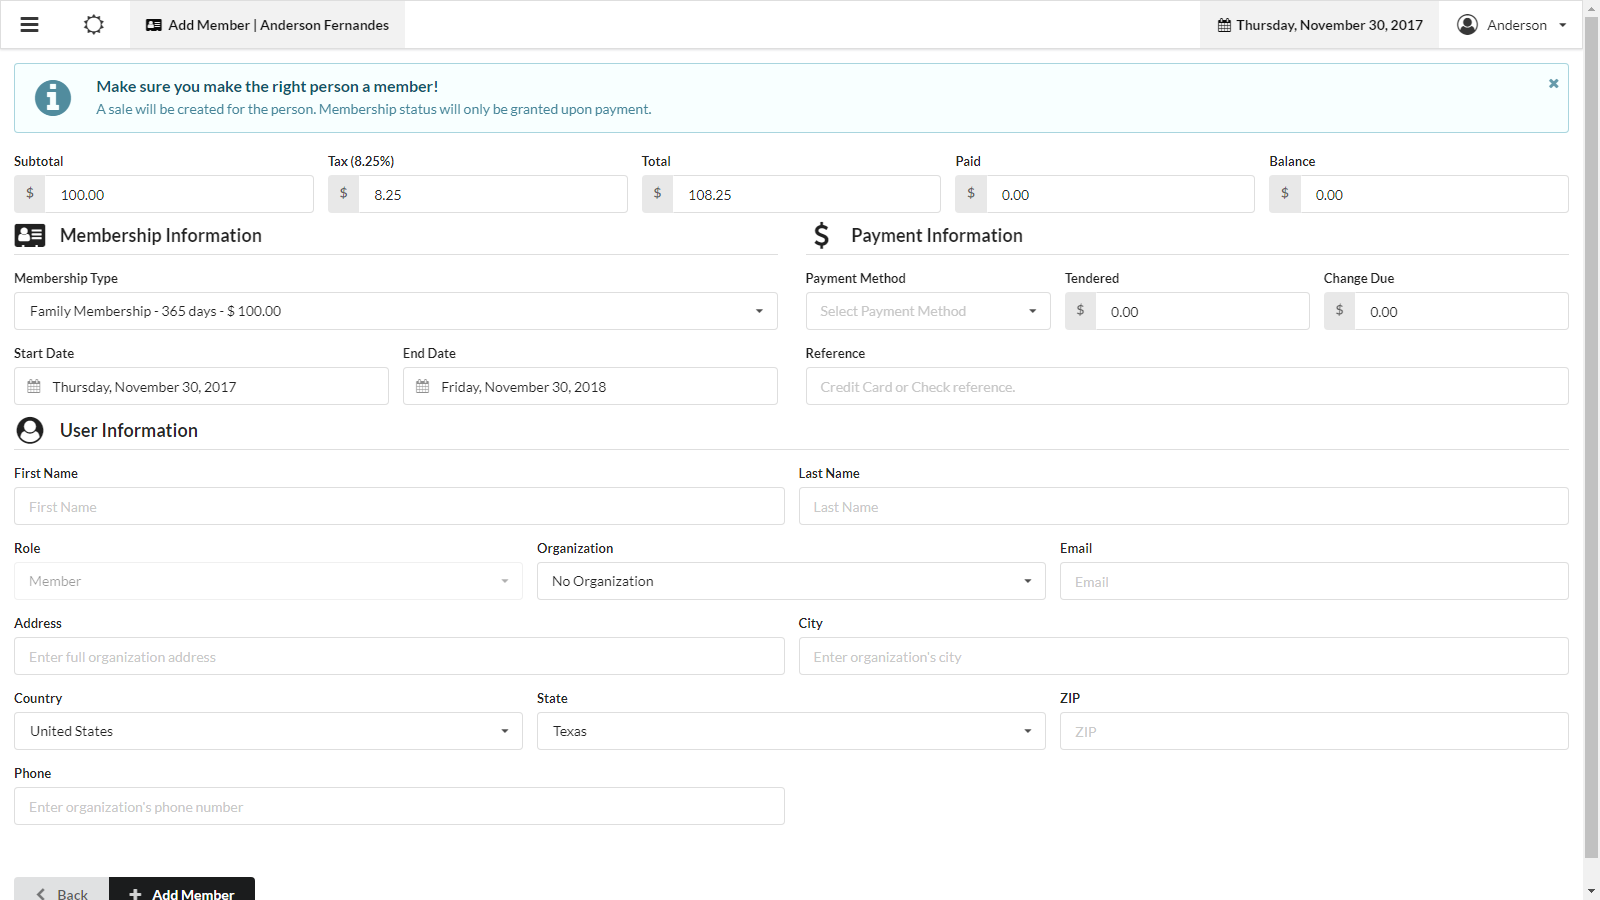 Add Member | Anderson Fernandes
Thursday, November 30, 2017
Anderson
Make sure you make the right person a member!
A sale will be created for the person. Membership status will only be granted upon payment.
Subtotal
Tax (8.25%)
Total
Paid
Balance
$ 100.00
$ 8.25
$ 108.25
$ 0.00
$ 0.00
Membership Information
Payment Information
Membership Type
Payment Method
Tendered
Change Due
Family Membership - 365 days - $ 100.00
Select Payment Method
$ 0.00
$ 0.00
Start Date
End Date
Reference
Thursday, November 30, 2017
Friday, November 30, 2018
Credit Card or Check reference.
User Information
First Name
Last Name
First Name
Last Name
Role
Organization
Email
Member
No Organization
Email
Address
City
Enter full organization address
Enter organization's city
Country
State
ZIP
United States
Texas
ZIP
Phone
Enter organization's phone number
Back
Add Member